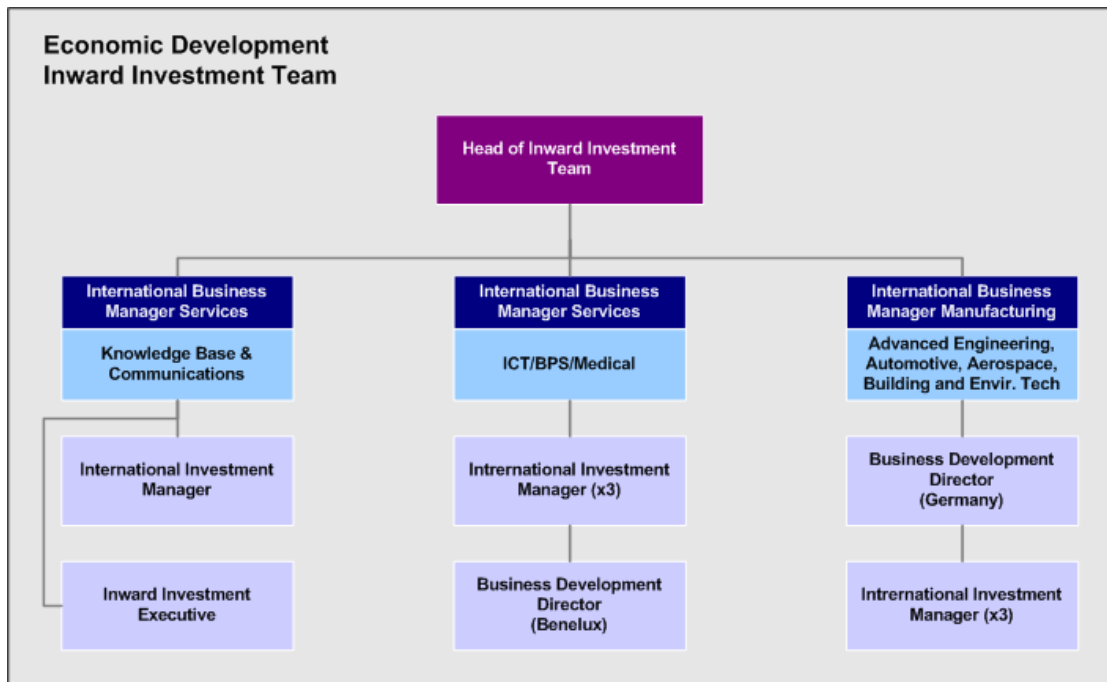 Economic Development
Inward Investment Team
Head of Inward Investment
Team
International Business
Manager Services
Knowledge Base &
Communications
International Investment
Manager
Inward Investment
Executive
International Business
Manager Services
ICT/BPS/Medical
Intrernational Investment
Manager (x3)
Business Development
Director
(Benelux)
International Business
Manager Manufacturing
Advanced Engineering,
Automotive, Aerospace,
Building and Envir. Tech
Business Development
Director
(Germany)
Intrernational Investment
Manager (x3)